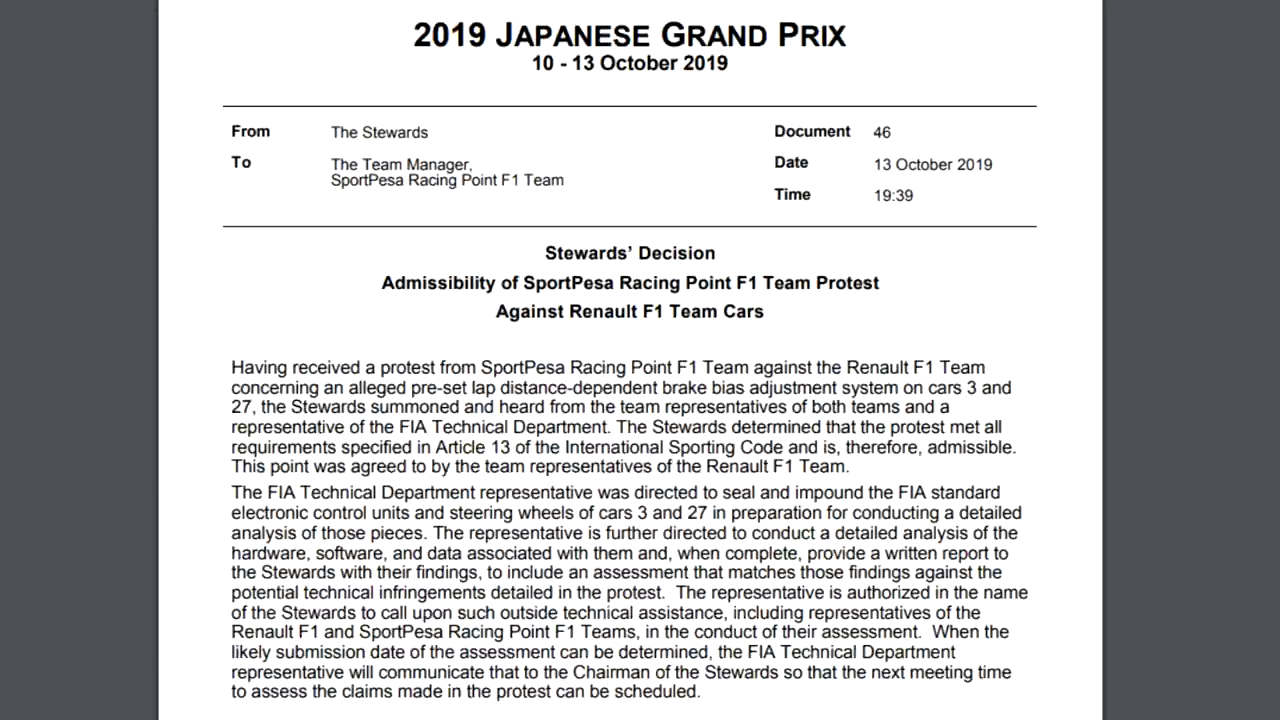 2019 JAPANESE GRAND PRIX
10 - 13 October 2019
From The Stewards Document 46
To The Team Manager, Date 13 October 2019
SportPesa Racing Point F1 Team
Time 19:39
Stewards' Decision
Admissibility of SportPesa Racing Point F1 Team Protest
Against Renault F1 Team Cars
Having received a protest from SportPesa Racing Point F1 Team against the Renault F1 Team
concerning an alleged pre-set lap distance-dependent brake bias adjustment system on cars 3 and
27, the Stewards summoned and heard from the team representatives of both teams and a
representative of the FIA Technical Department. The Stewards determined that the protest met all
requirements specified in Article 13 of the International Sporting Code and is, therefore, admissible.
This point was agreed to by the team representatives of the Renault F1 Team.
The FIA Technical Department representative was directed to seal and impound the FIA standard
electronic control units and steering wheels of cars 3 and 27 in preparation for conducting a detailed
analysis of those pieces. The representative is further directed to conduct a detailed analysis of the
hardware, software, and data associated with them and, when complete, provide a written report to
the Stewards with their findings, to include an assessment that matches those findings against the
potential technical infringements detailed in the protest. The representative is authorized in the name
of the Stewards to call upon such outside technical assistance, including representatives of the
Renault F1 and SportPesa Racing Point F1 Teams, in the conduct of their assessment. When the
likely submission date of the assessment can be determined, the FIA Technical Department
representative will communicate that to the Chairman of the Stewards so that the next meeting time
to assess the claims made in the protest can be scheduled.